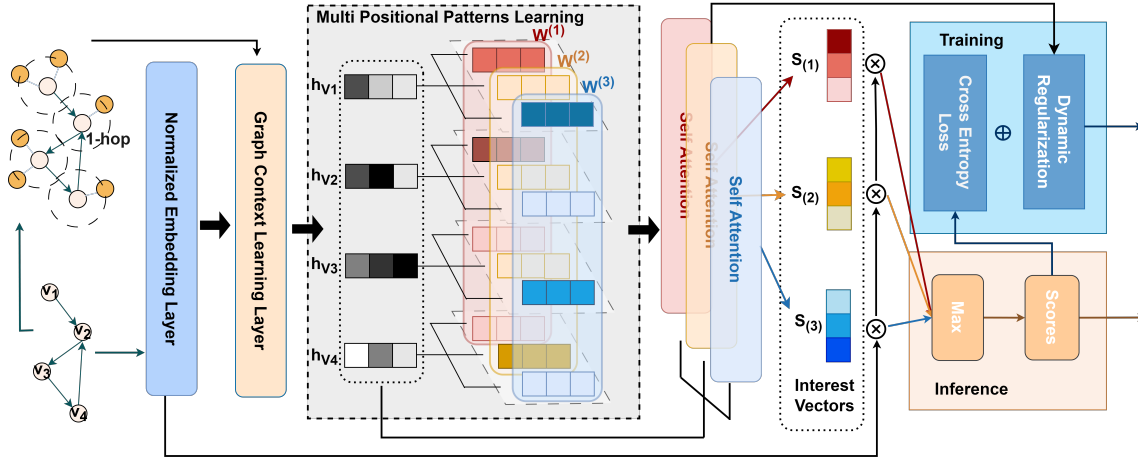 1-hop
V1
V2
V3
V4
Normalized Embedding Layer
Graph Context Learning Layer
Multi Positional Patterns Learning
W(1)
W(2)
W(3)
hV1
hV2
hV3
hV4
Self Attention
Self Attention
Self Attention
S(1)
S(2)
S(3)
Interest
Vectors
Training
Cross Entropy
Loss
Dynamic
Regularization
Max
Scores
Inference